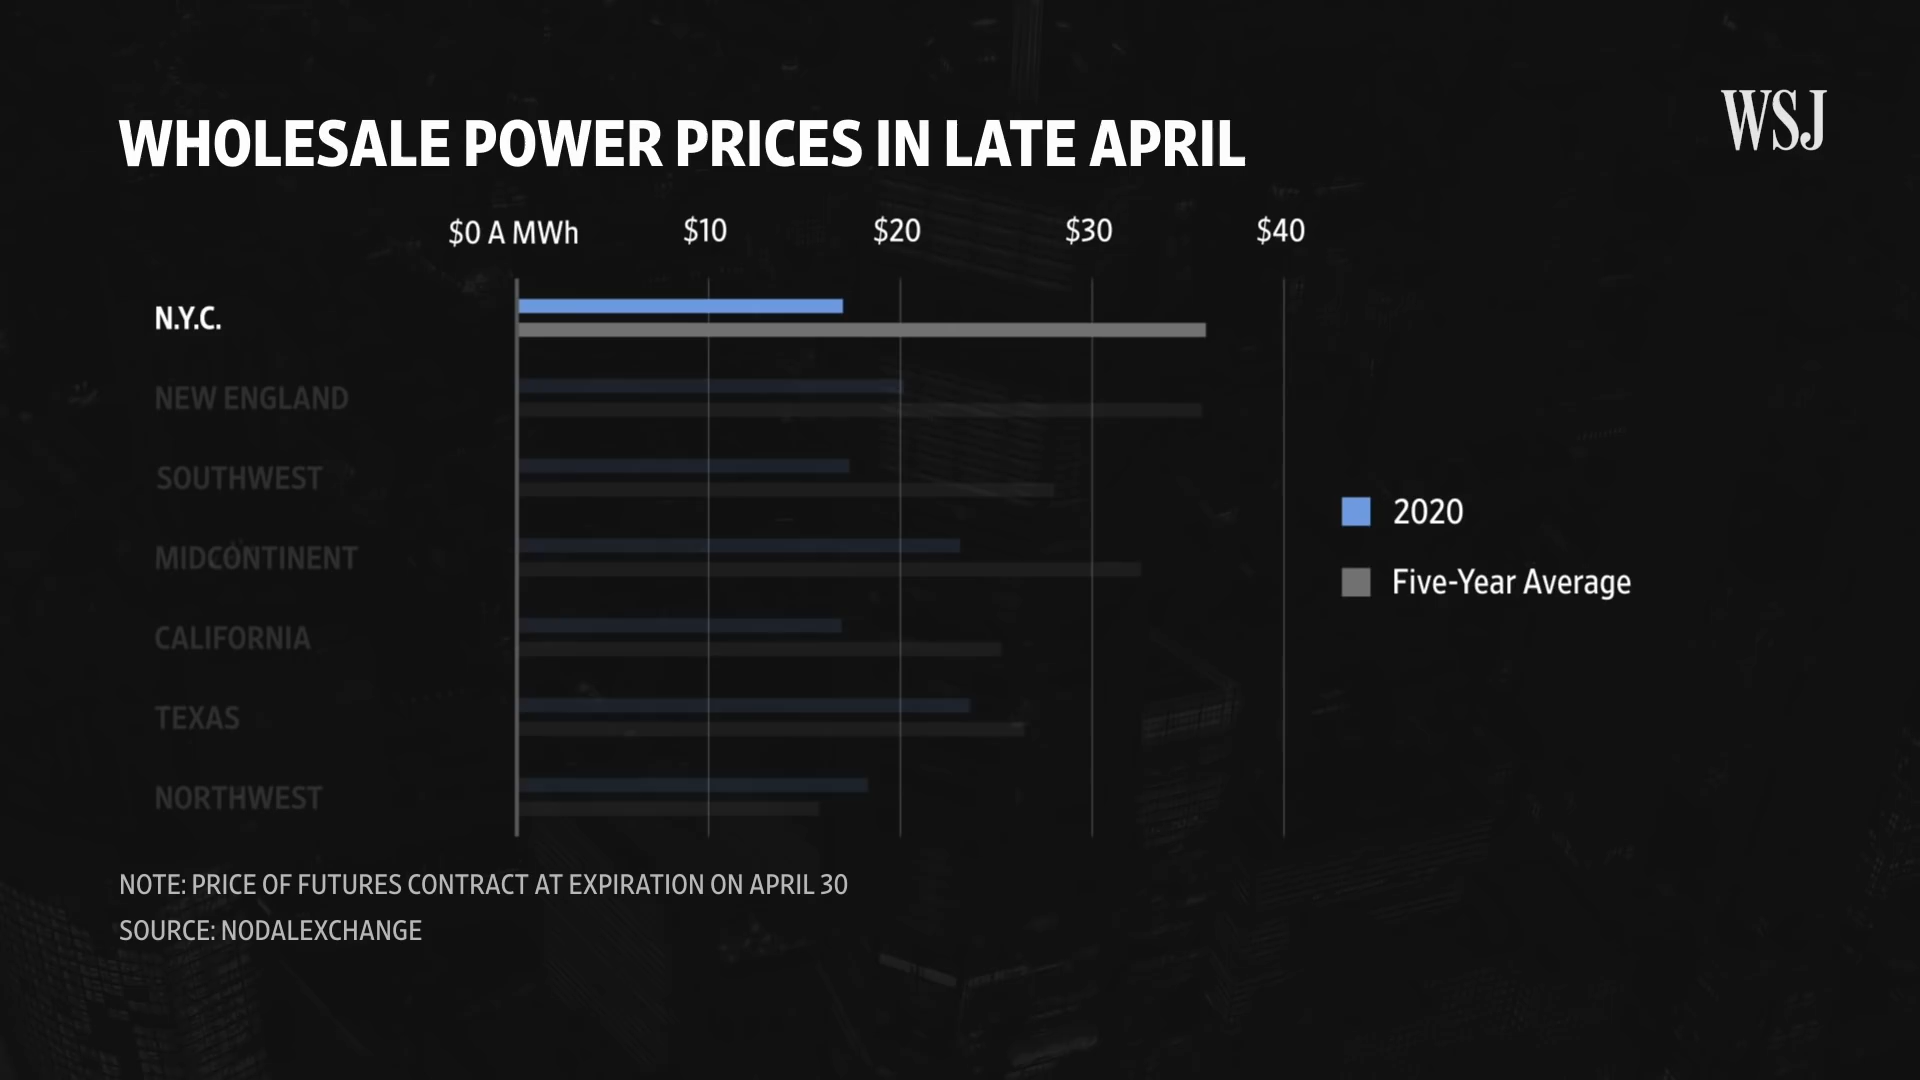 WSJ
WHOLESALE POWER PRICES IN LATE APRIL
$0 A MWh $10 $20 $30 $40
N.Y.C.
NEW ENGLAND
SOUTHWEST
MIDCONTINENT
CALIFORNIA
TEXAS
NORTHWEST
2020
Five-Year Average
NOTE: PRICE OF FUTURES CONTRACT AT EXPIRATION ON APRIL 30
SOURCE: NODALEXCHANGE